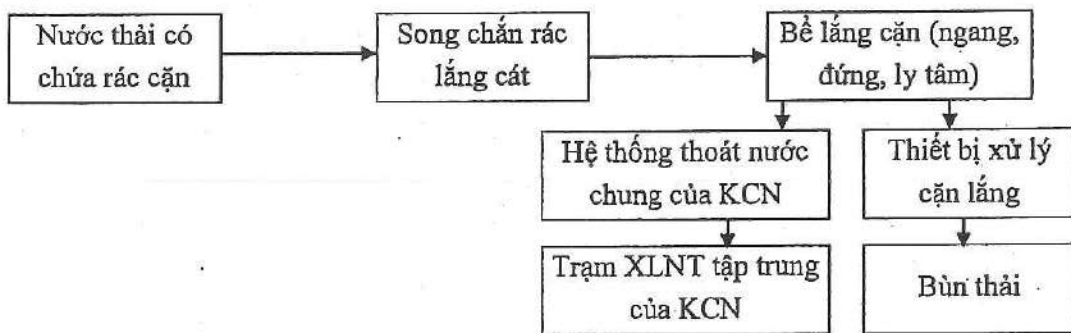 Nước thải có
chứa rác cặn
Song chắn rác
lắng cát
Bể lắng cặn (ngang,
đứng, ly tâm)
Hệ thống thoát nước
chung của KCN
Thiết bị xử lý
cặn lắng
Trạm XLNT tập trung
của KCN
Bùn thải